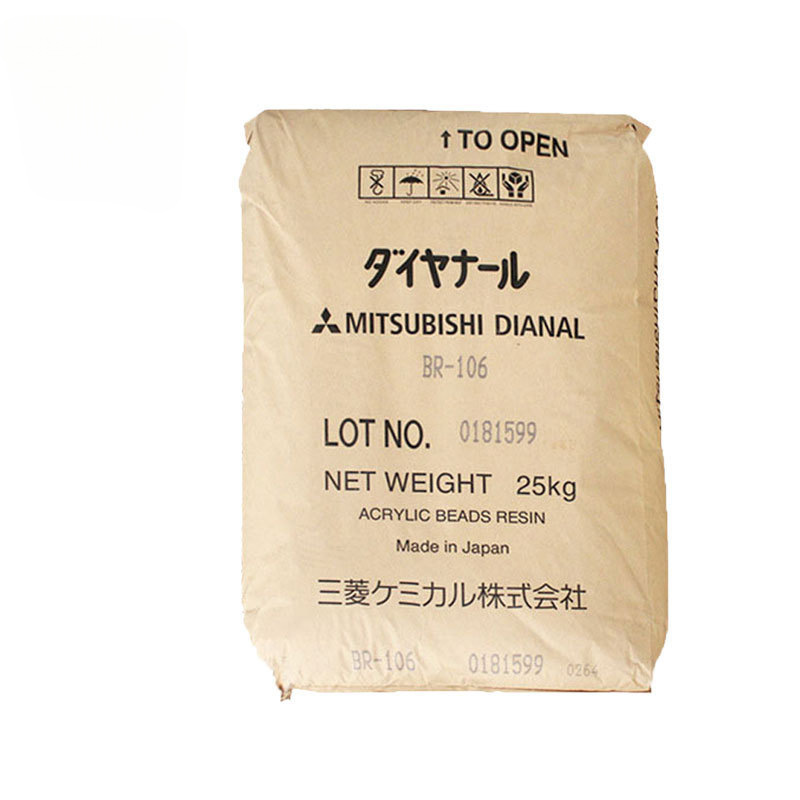 ↑TO OPEN
ダイヤナール
MITSUBISHI DIANAL
BR-106
LOT NO. 0181599
NET WEIGHT 25kg
ACRYLIC BEADS RESIN
Made in Japan
三菱ケミカル株式会社
BR-106 0181599 0264